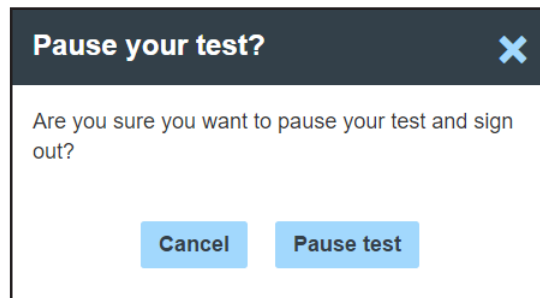 Pause your test?
Are you sure you want to pause your test and sign
out?
Cancel
Pause test